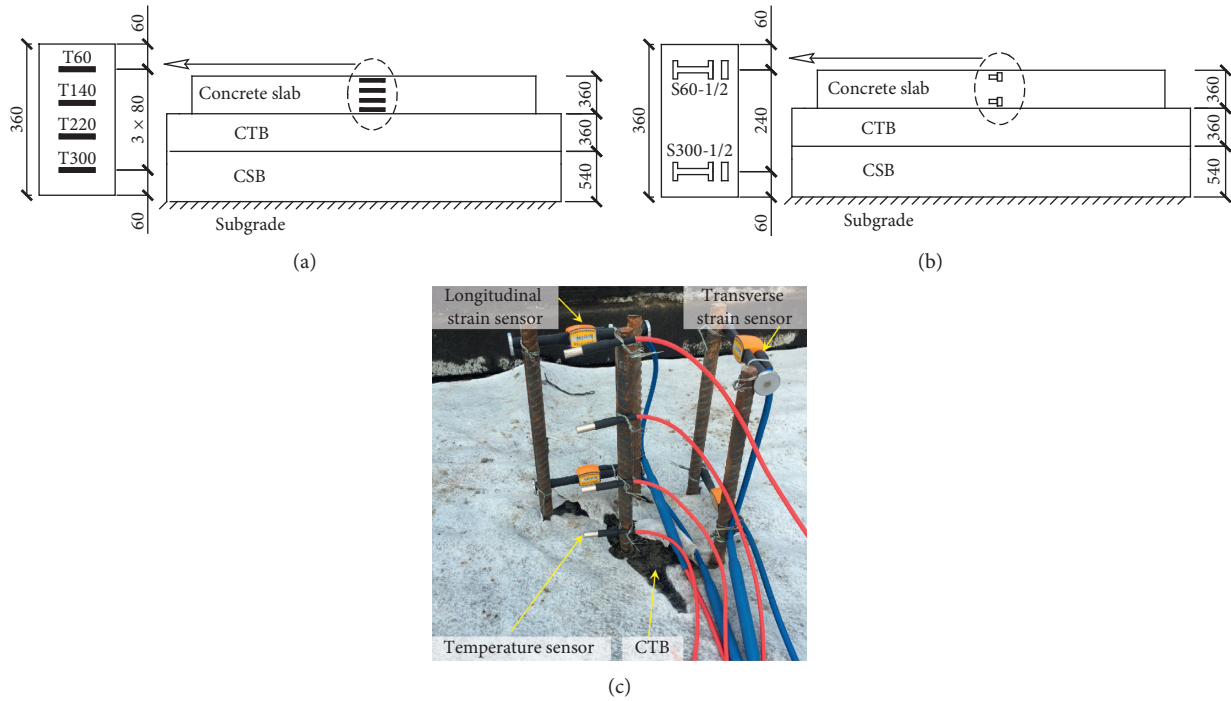 60
T60
T140
T220
T300
360
3 × 80
60
Concrete slab
CTB
CSB
Subgrade
360
360
540
(a)
60
S60-1/2
S300-1/2
360
240
60
Concrete slab
CTB
CSB
Subgrade
360
360
540
(b)
Longitudinal
strain sensor
Transverse
strain sensor
Temperature sensor
CTB
(c)